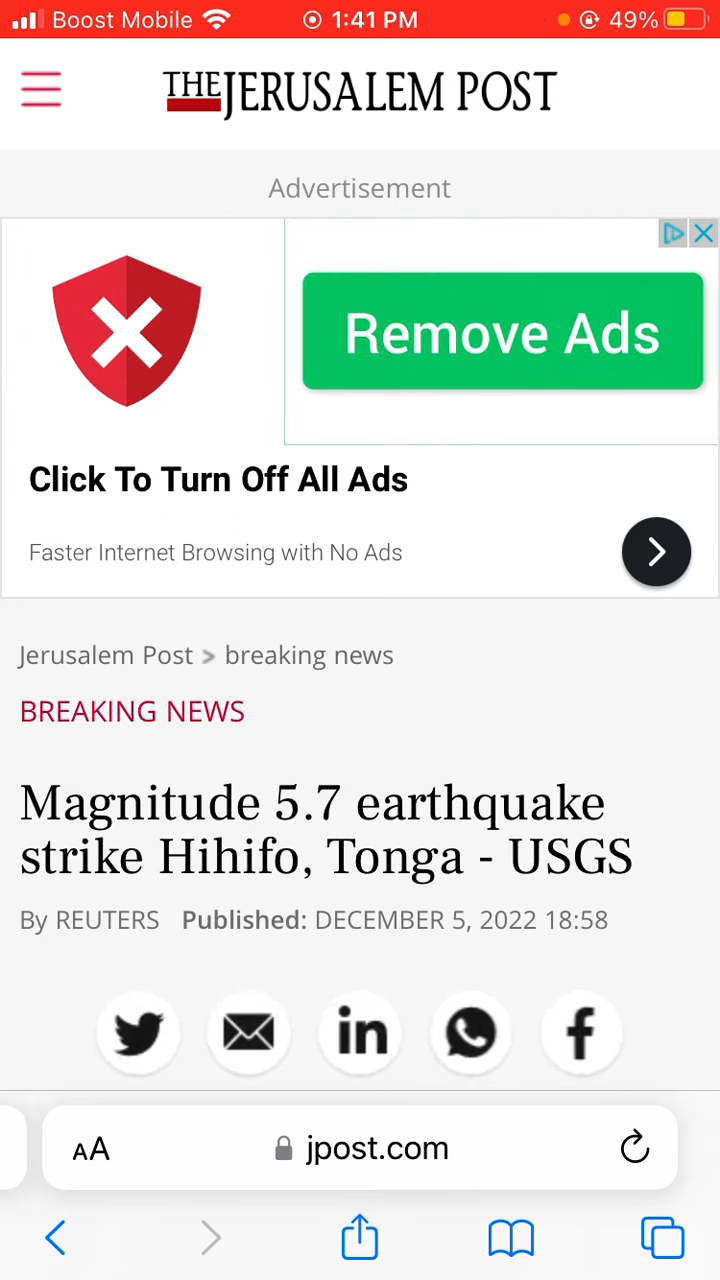 Boost Mobile 1:41 PM 49%
THE JERUSALEM POST
Advertisement
Remove Ads
Click To Turn Off All Ads
Faster Internet Browsing with No Ads
Jerusalem Post > breaking news
BREAKING NEWS
Magnitude 5.7 earthquake
strike Hihifo, Tonga - USGS
By REUTERS Published: DECEMBER 5, 2022 18:58
in
AA jpost.com